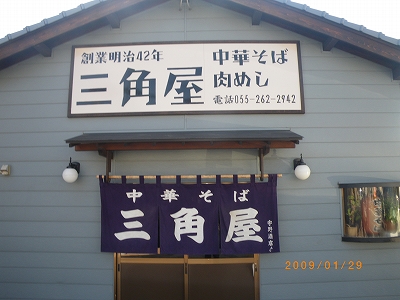 創業明治42年
三角屋
中華そば
肉めし
電話055-262-2942
中華そば
三角屋
2009/01/29